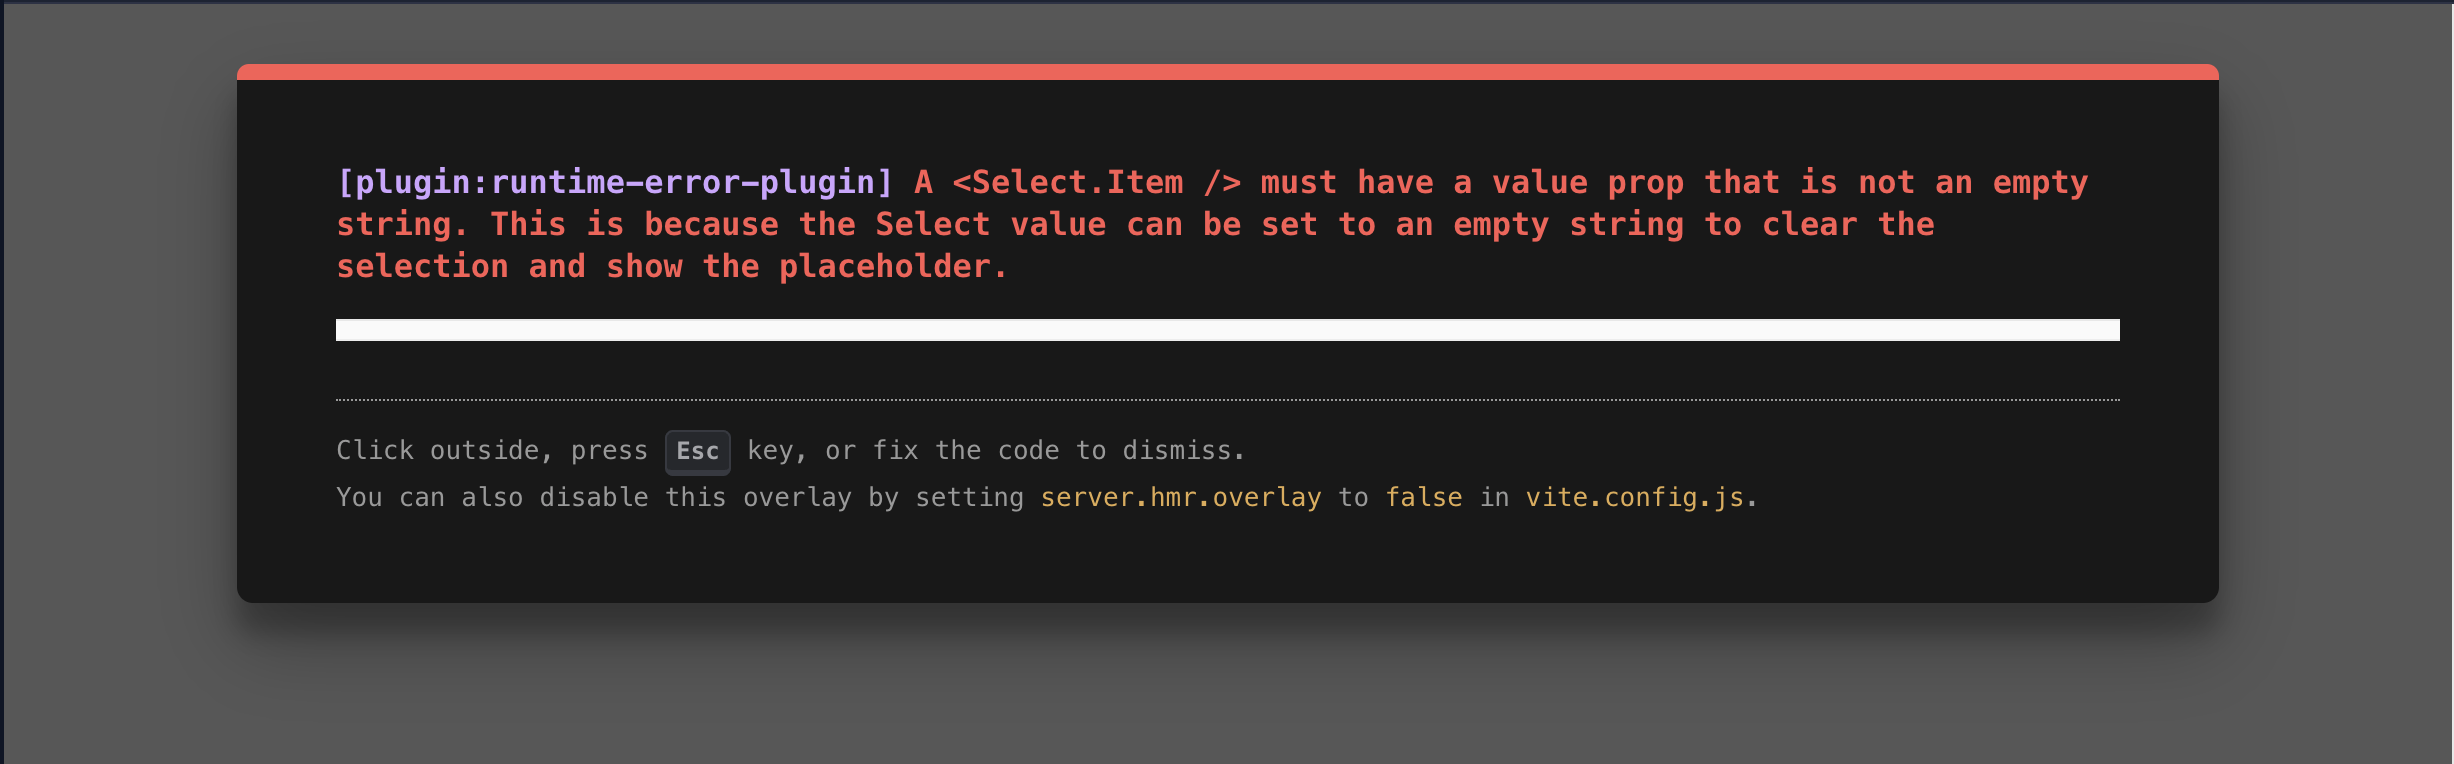 [plugin:runtime-error-plugin] A <Select.Item /> must have a value prop that is not an empty
string. This is because the Select value can be set to an empty string to clear the
selection and show the placeholder.
Click outside, press Esc key, or fix the code to dismiss.
You can also disable this overlay by setting server.hmr.overlay to false in vite.config.js.